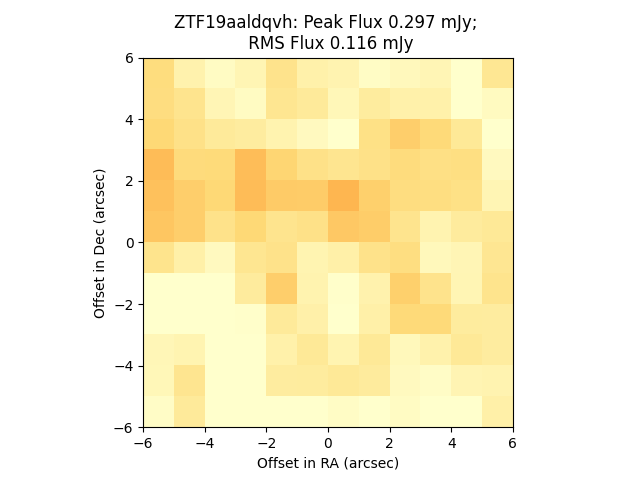 ZTF19aaldqvh: Peak Flux 0.297 mJy;
RMS Flux 0.116 mJy
6
4
2
0
−2
−4
−6
Offset in Dec (arcsec)
−6 −4 −2 0 2 4 6
Offset in RA (arcsec)